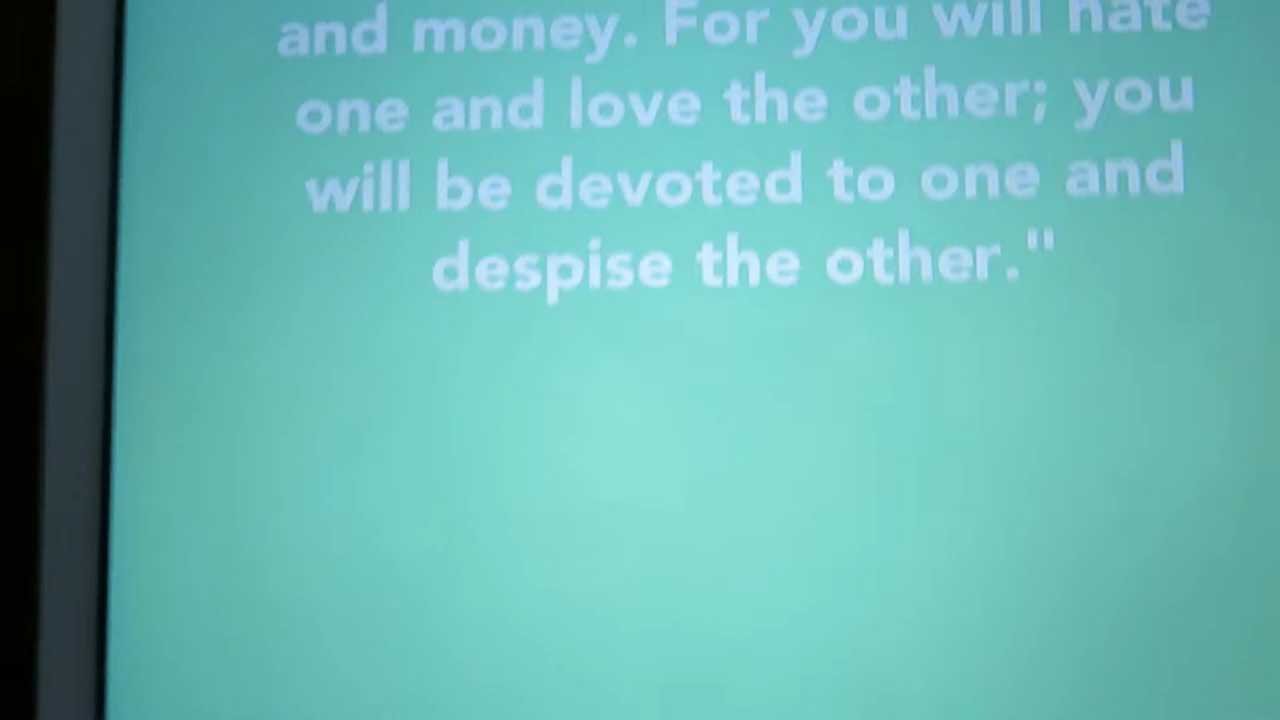 and money. For you will hate
one and love the other; you
will be devoted to one and
despise the other."